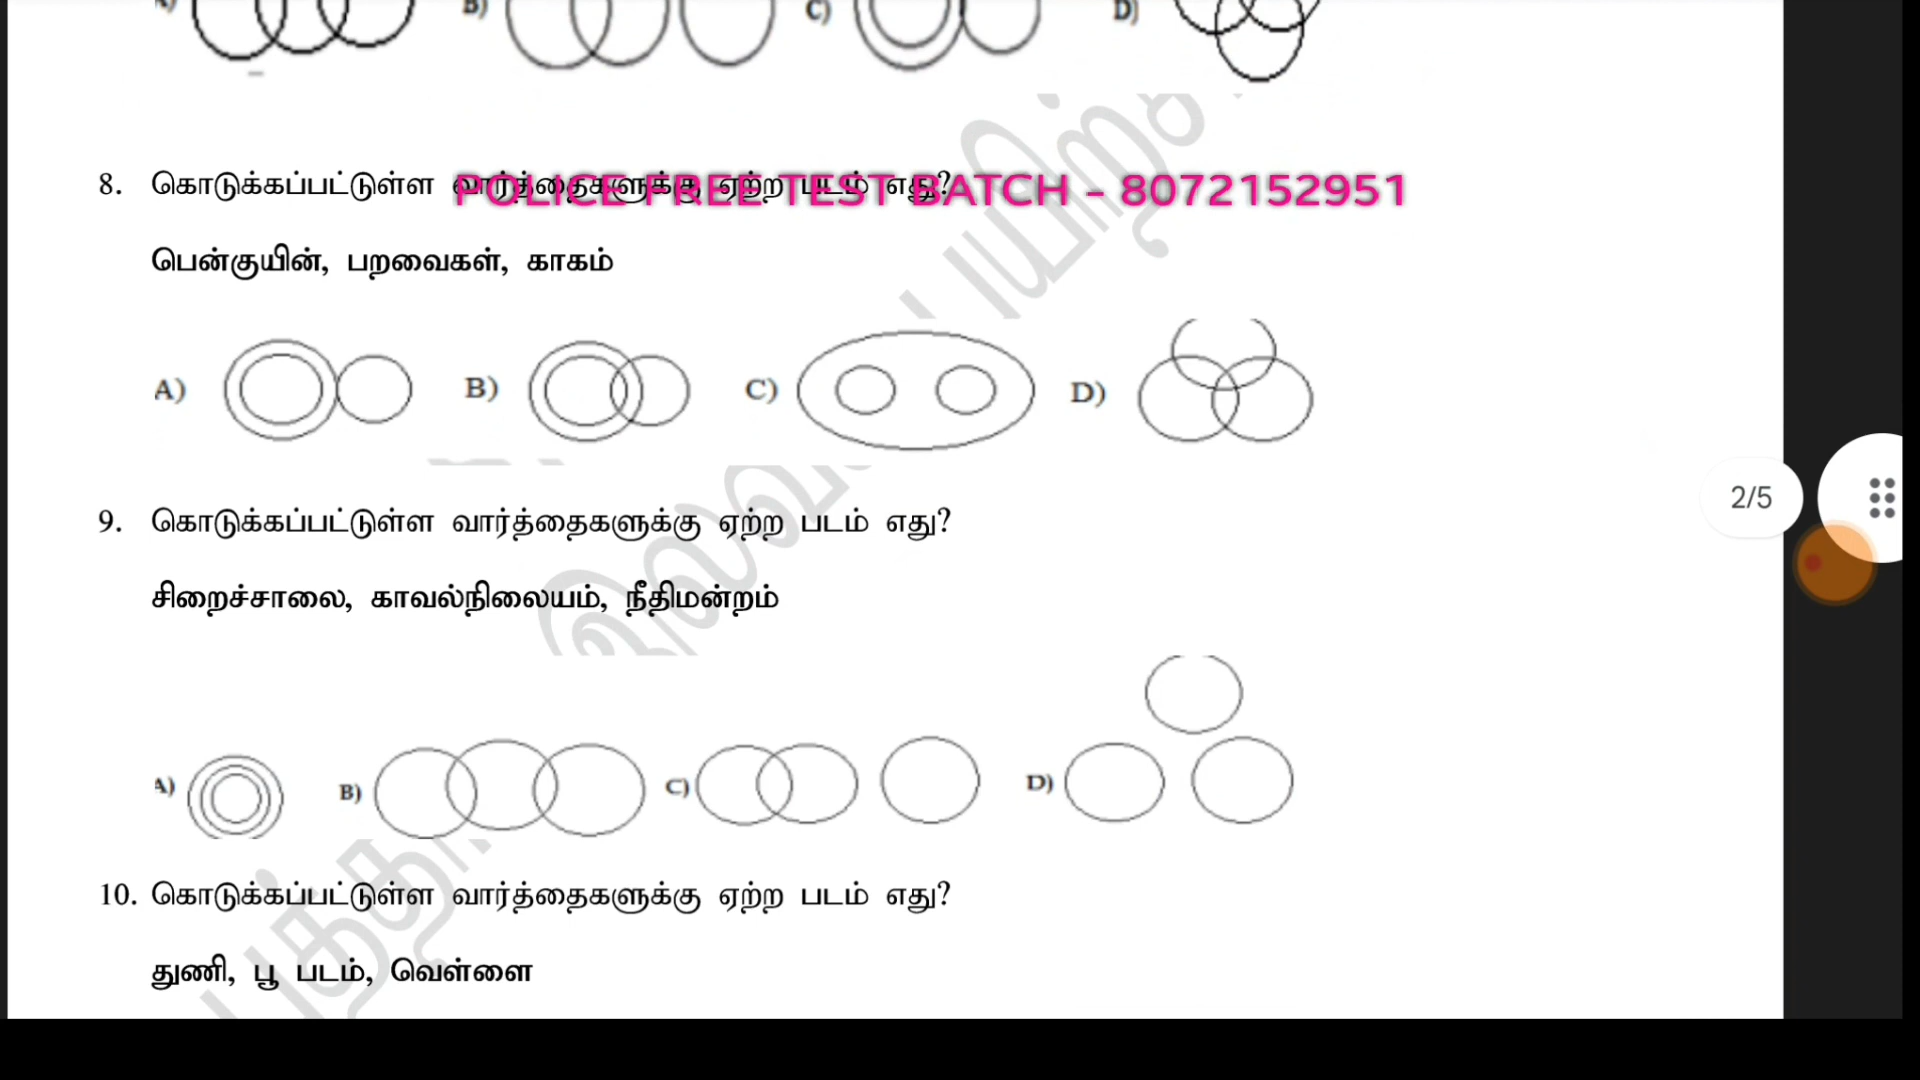 B) C) D)
8. கொடுக்கப்பட்டுள்ள வார்த்தைகளுக்கு ஏற்ற படம் எது?
POLICE FREE TEST BATCH - 8072152951
பென்குயின், பறவைகள், காகம்
A) B) C) D)
2/5
9. கொடுக்கப்பட்டுள்ள வார்த்தைகளுக்கு ஏற்ற படம் எது?
சிறைச்சாலை, காவல்நிலையம், நீதிமன்றம்
A) B) C) D)
10. கொடுக்கப்பட்டுள்ள வார்த்தைகளுக்கு ஏற்ற படம் எது?
துணி, பூ படம், வெள்ளை